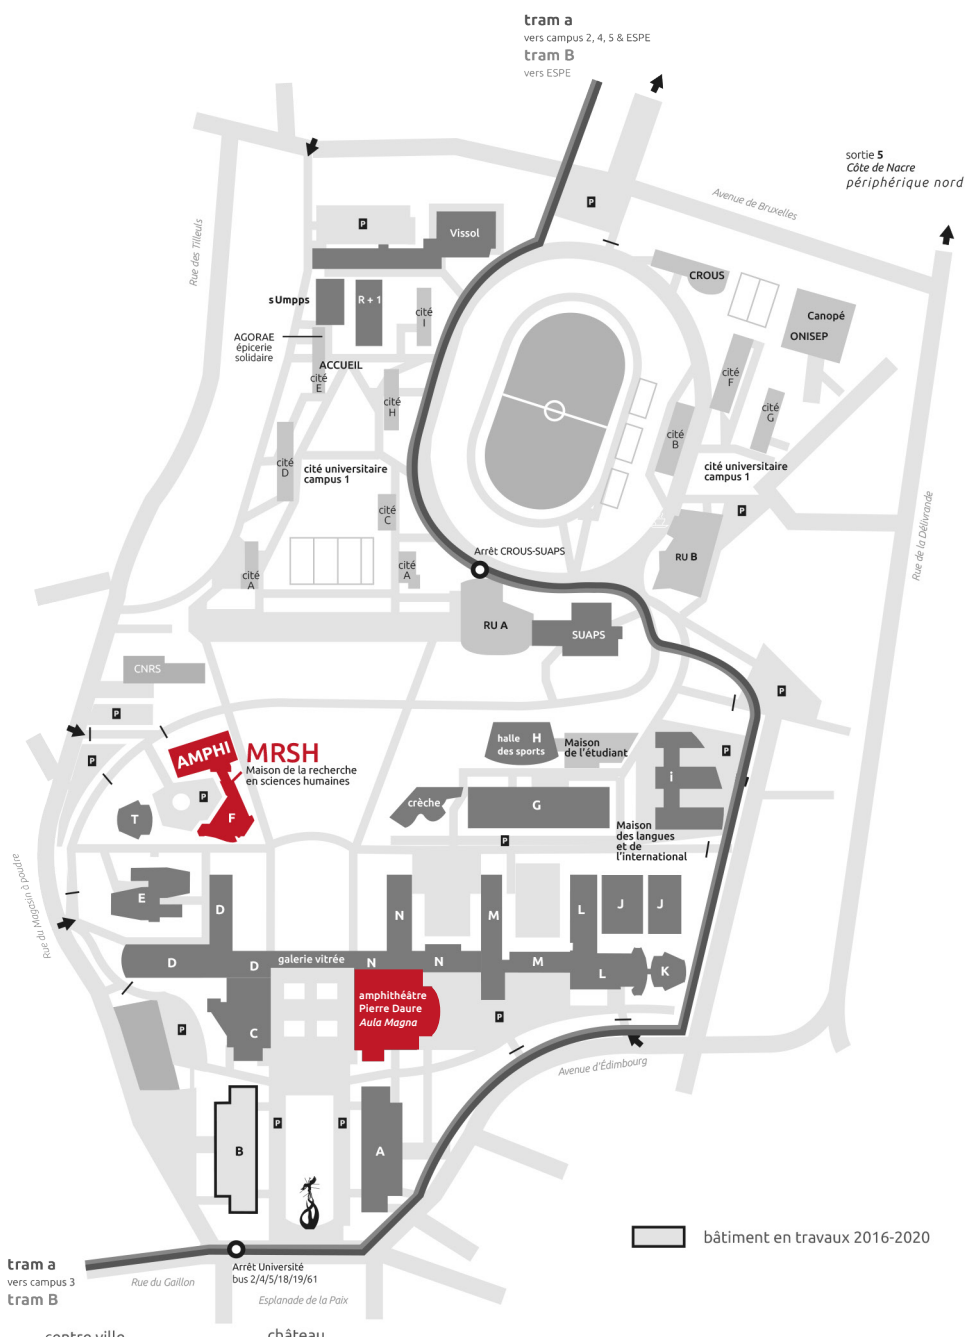 tram a
vers campus 2, 4, 5 & ESPE
tram B
vers ESPE
sortie 5
Côte de Nacre
périphérique nord
Avenue de Bruxelles
Rue des Tilleuls
P
P
Vissol
CROUS
sUmpps
R + 1
cité
I
Canopé
ONISEP
AGORAE
épicerie
solidaire
ACCUEIL
cité
E
cité
H
cité
F
cité
G
cité
B
cité
D
cité universitaire
campus 1
cité universitaire
campus 1
cité
C
P
Rue de la Délivrande
Arrêt CROUS-SUAPS
RU B
cité
A
cité
A
RU A
SUAPS
CNRS
P
P
AMPHI
MRSH
Maison de la recherche
en sciences humaines
halle H
des sports
Maison
de l'étudiant
P
P
i
P
crèche
G
T
F
Maison
des langues
et de
l'international
P
Rue du Magasin à poudre
E
D
N
M
L
J
J
D
D
galerie vitrée
N
N
M
L
K
amphithéâtre
Pierre Daure
Aula Magna
P
P
C
Avenue d'Édimbourg
P
P
B
A
bâtiment en travaux 2016-2020
tram a
vers campus 3
tram B
Arrêt Université
bus 2/4/5/18/19/61
Rue du Gaillon
Esplanade de la Paix
centre ville
château